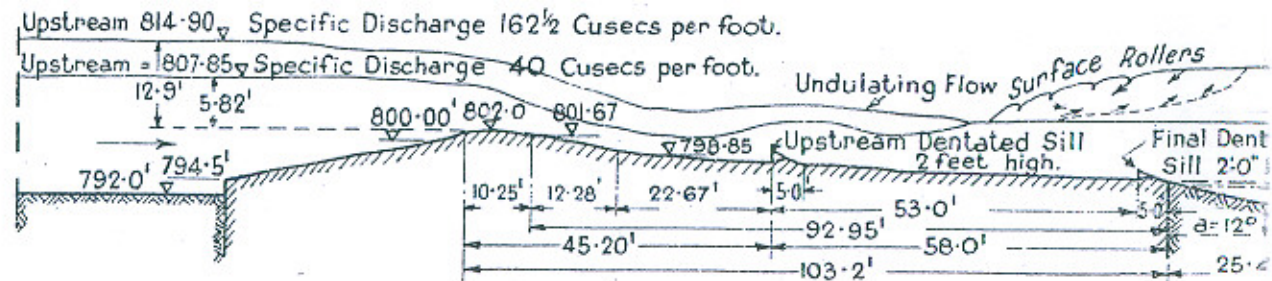 Upstream 814·90 Specific Discharge 162½ Cusecs per foot.
Upstream = 807·85 Specific Discharge 40 Cusecs per foot.
12·9'
5·82'
Undulating Flow
Surface Rollers
800·00'
802·0
801·67
798·85
Upstream Dentated Sill
2 feet high.
Final Dent
Sill 2·0"
792·0'
794·5'
10·25'
12·28'
22·67'
5·0'
53·0'
5·0
a=12°
92·95'
45·20'
58·0'
103·2'
25·